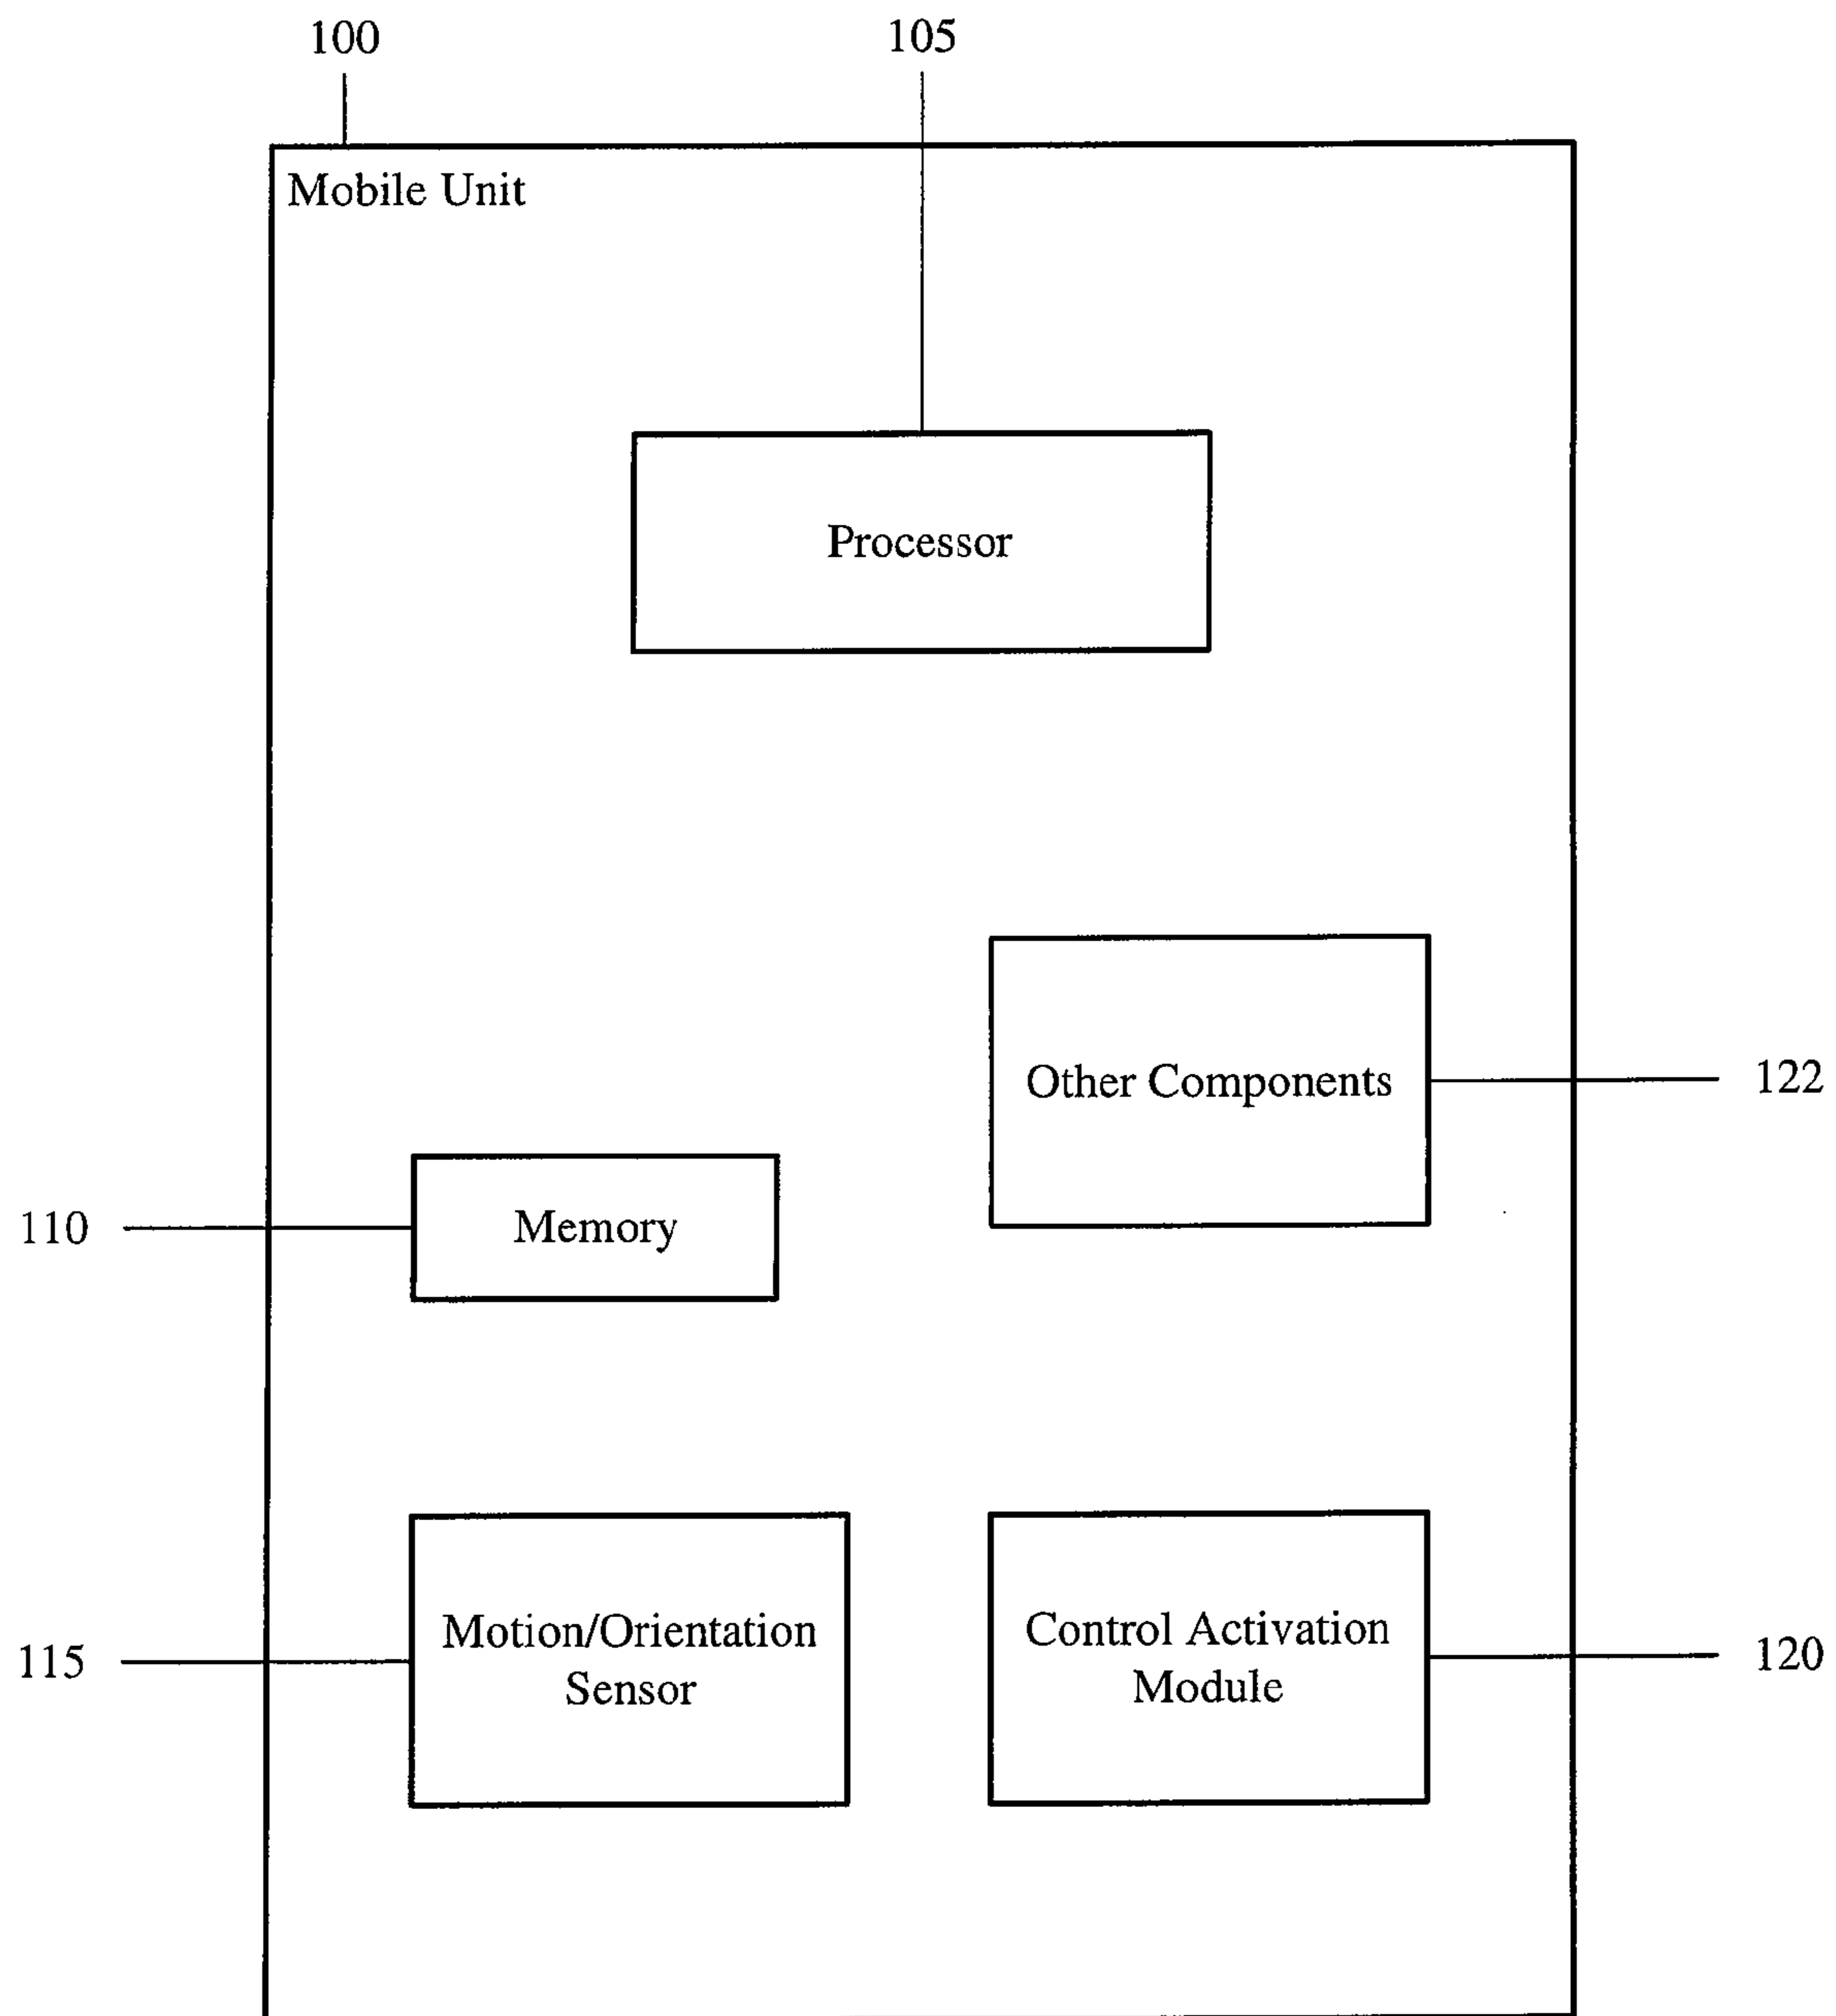 100
105
Mobile Unit
Processor
Other Components
122
110
Memory
Motion/Orientation
Sensor
115
Control Activation
Module
120